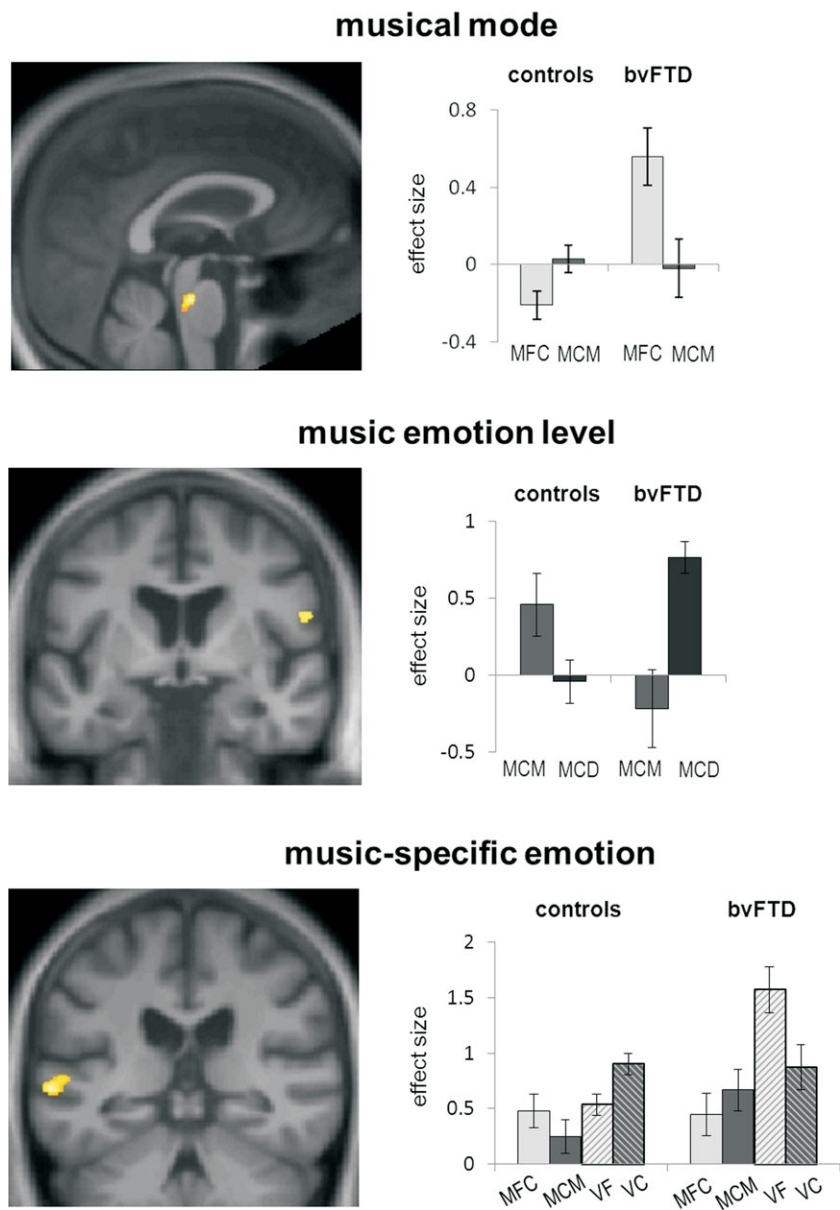 musical mode
controls bvFTD
0.8
0.4
0
-0.4
effect size
MFC MCM MFC MCM
music emotion level
controls bvFTD
1
0.5
0
-0.5
effect size
MCM MCD MCM MCD
music-specific emotion
controls bvFTD
2
1.5
1
0.5
0
effect size
MFC MCM VF VC MFC MCM VF VC